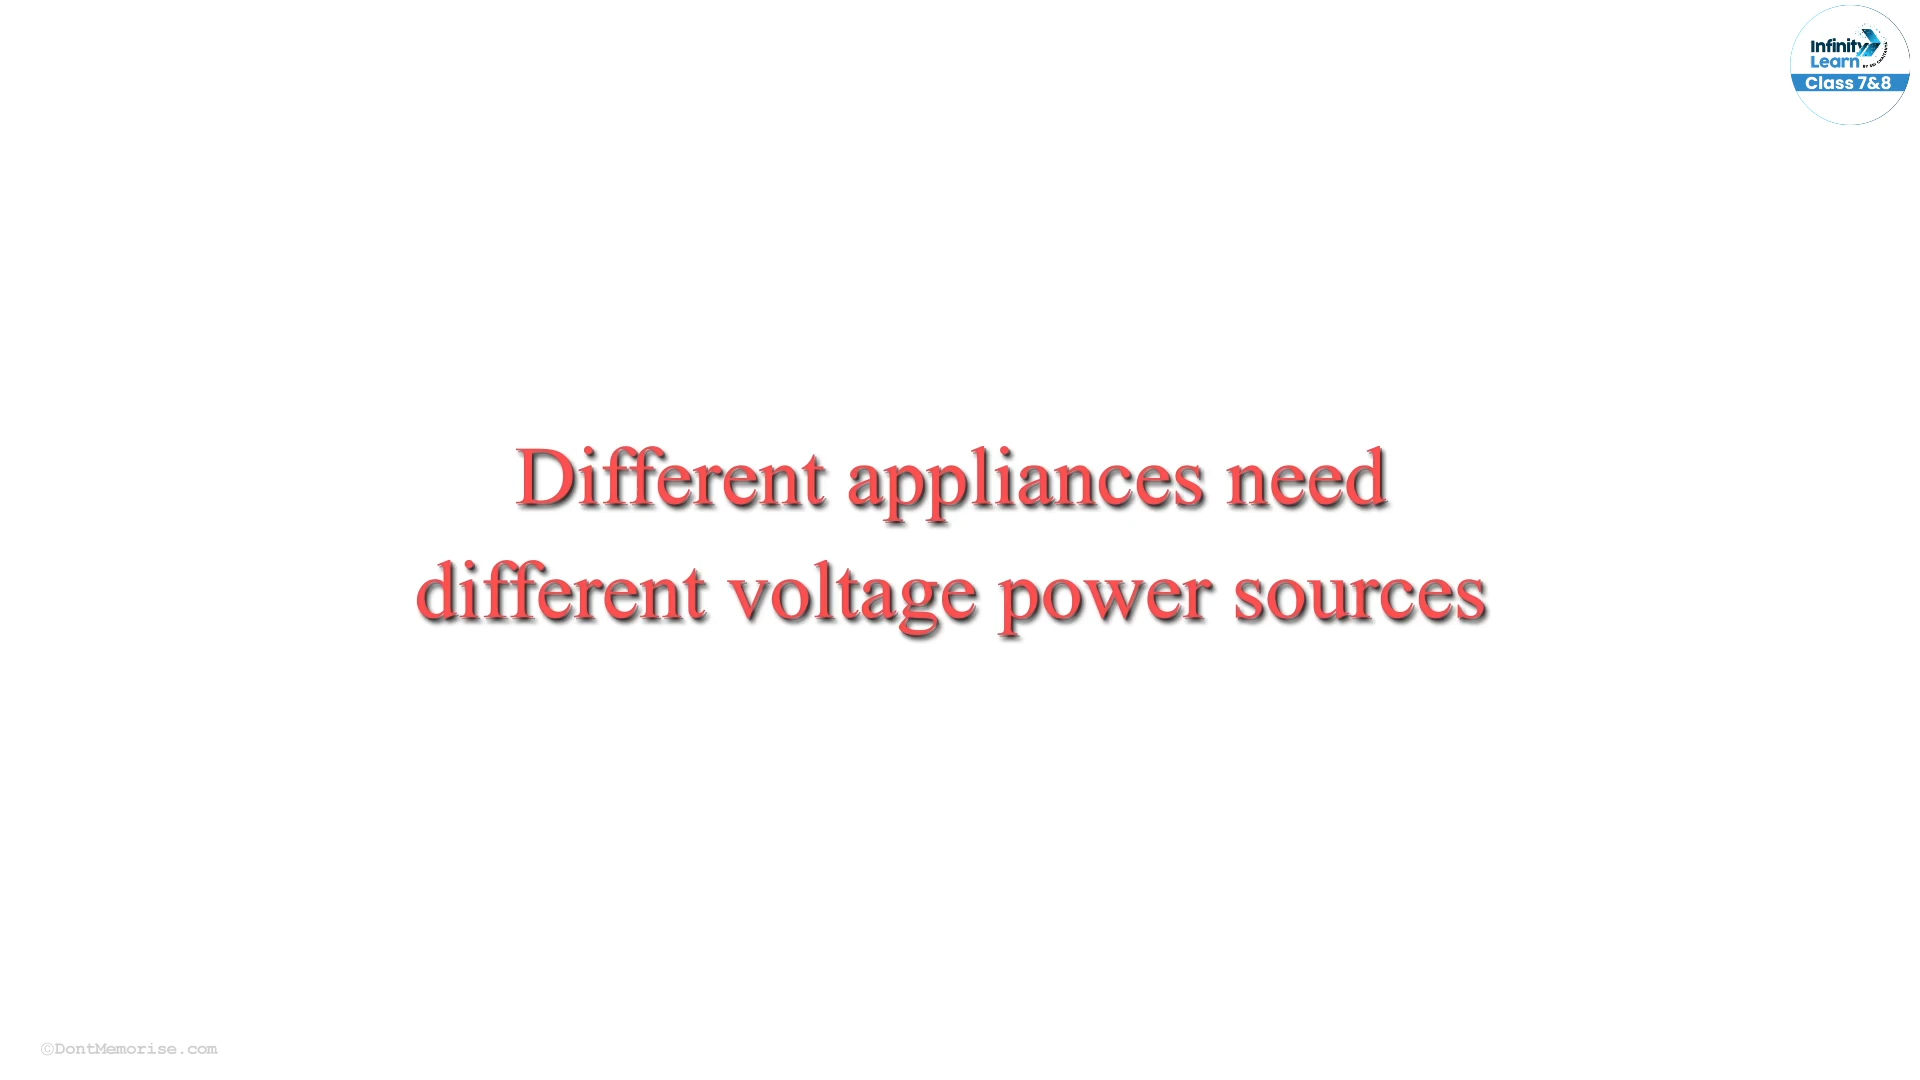 Infinity
Learn
Class 7&8
Different appliances need
different voltage power sources
©DontMemorise.com